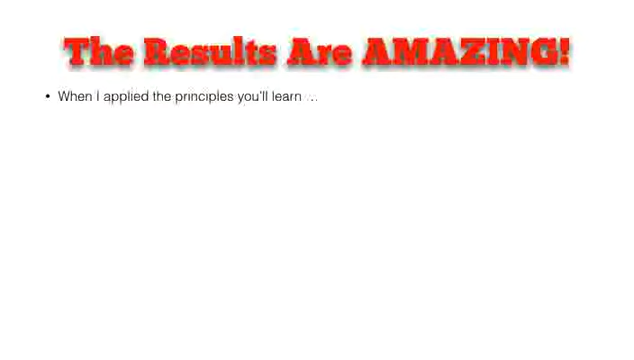 The Results Are AMAZING!
• When I applied the principles you'll learn …